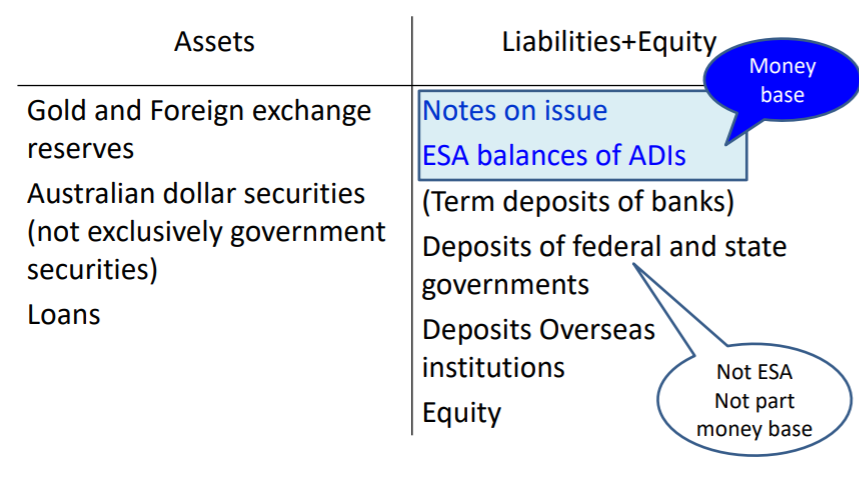 Assets
Liabilities+Equity
Money
base
Gold and Foreign exchange
reserves
Australian dollar securities
(not exclusively government
securities)
Loans
Notes on issue
ESA balances of ADIs
(Term deposits of banks)
Deposits of federal and state
governments
Deposits Overseas
institutions
Equity
Not ESA
Not part
money base